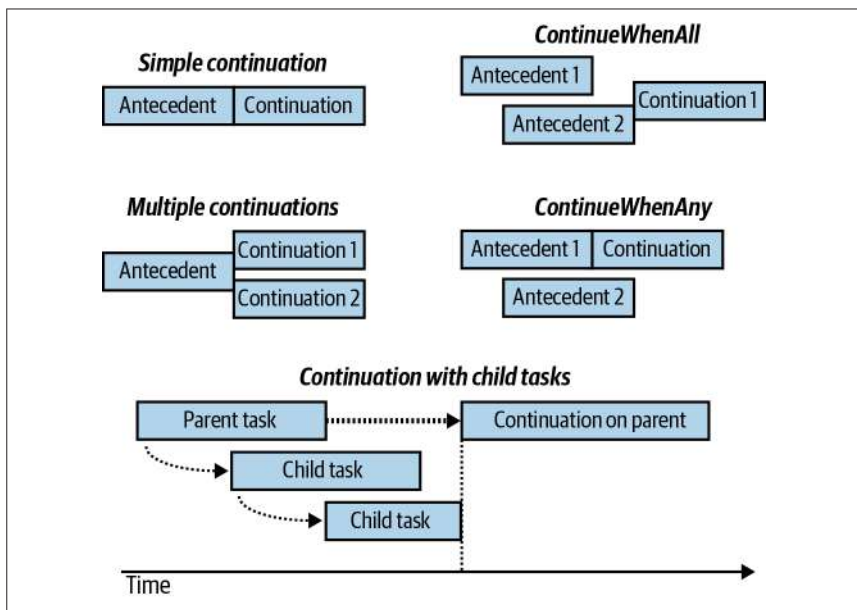 Simple continuation
Antecedent
Continuation
ContinueWhenAll
Antecedent 1
Antecedent 2
Continuation 1
Multiple continuations
Antecedent
Continuation 1
Continuation 2
ContinueWhenAny
Antecedent 1
Continuation
Antecedent 2
Continuation with child tasks
Parent task
Continuation on parent
Child task
Child task
Time